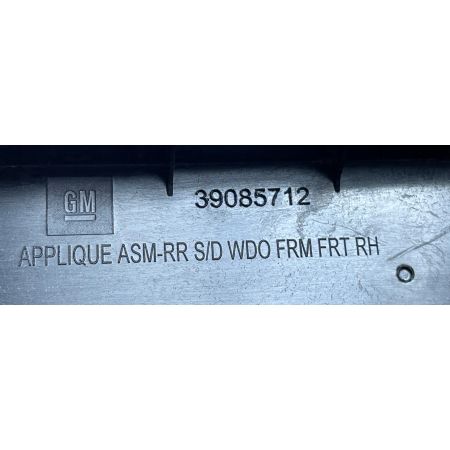 GM
39085712
APPLIQUE ASM-RR S/D WDO FRM FRT RH